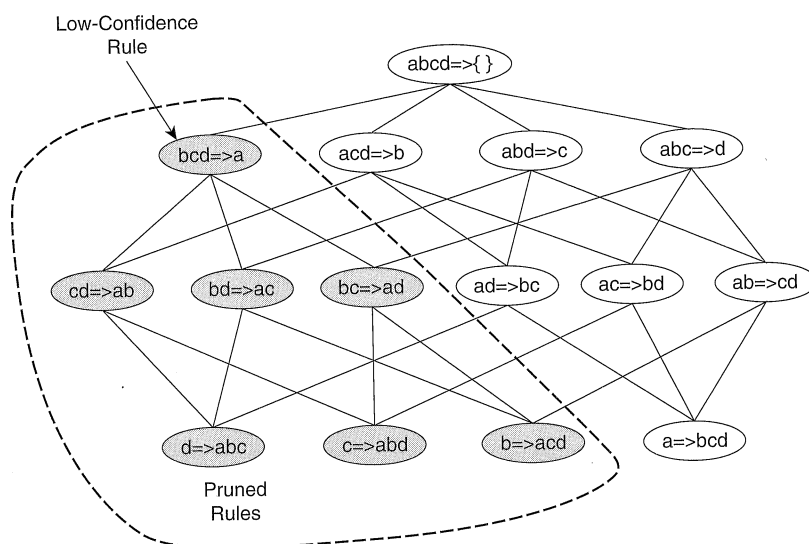 Low-Confidence
Rule
abcd=>{ }
bcd=>a
acd=>b
abd=>c
abc=>d
cd=>ab
bd=>ac
bc=>ad
ad=>bc
ac=>bd
ab=>cd
d=>abc
c=>abd
b=>acd
a=>bcd
Pruned
Rules